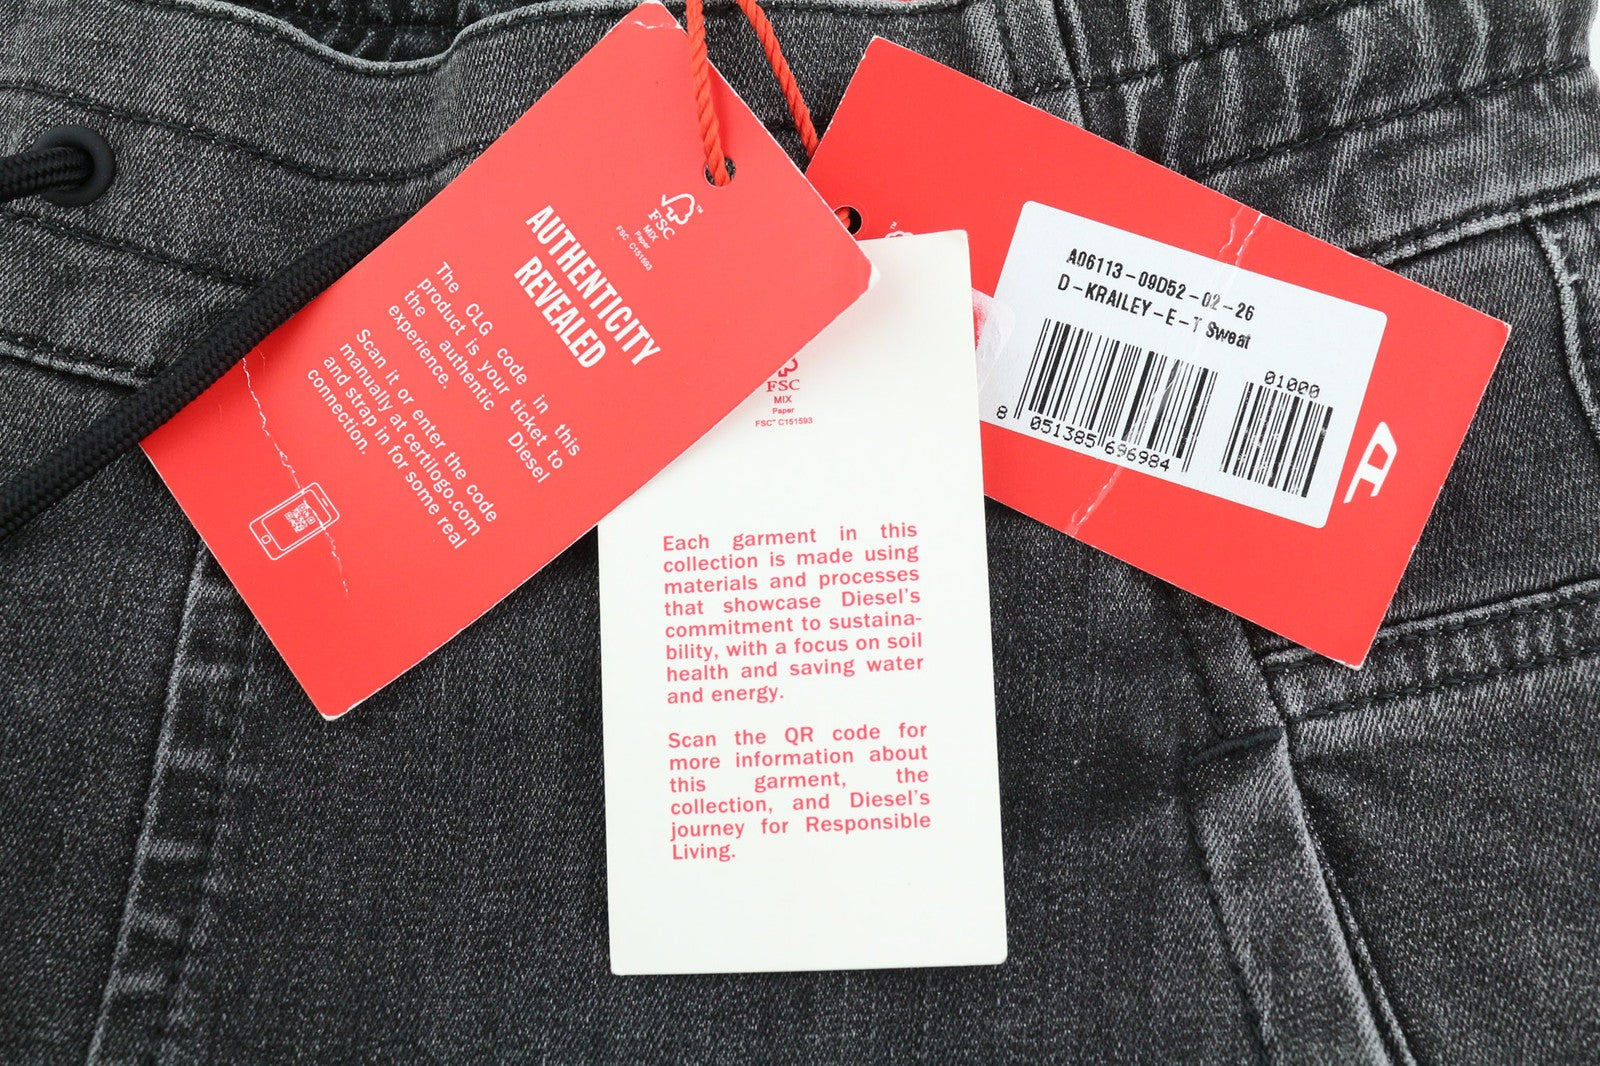 FSC™
MIX
Paper
FSC® C151593
AUTHENTICITY
REVEALED
The CLG code in this
product is your ticket to
the authentic Diesel
experience.
Scan it or enter the code
manually at certilogo.com
and strap in for some real
connection.
FSC
MIX
Paper
FSC® C151593
Each garment in this
collection is made using
materials and processes
that showcase Diesel's
commitment to sustaina-
bility, with a focus on soil
health and saving water
and energy.
Scan the QR code for
more information about
this garment, the
collection, and Diesel's
journey for Responsible
Living.
A06113-09D52-02-26
D-KRAILEY-E-T Sweat
01000
8 051385 696984
D